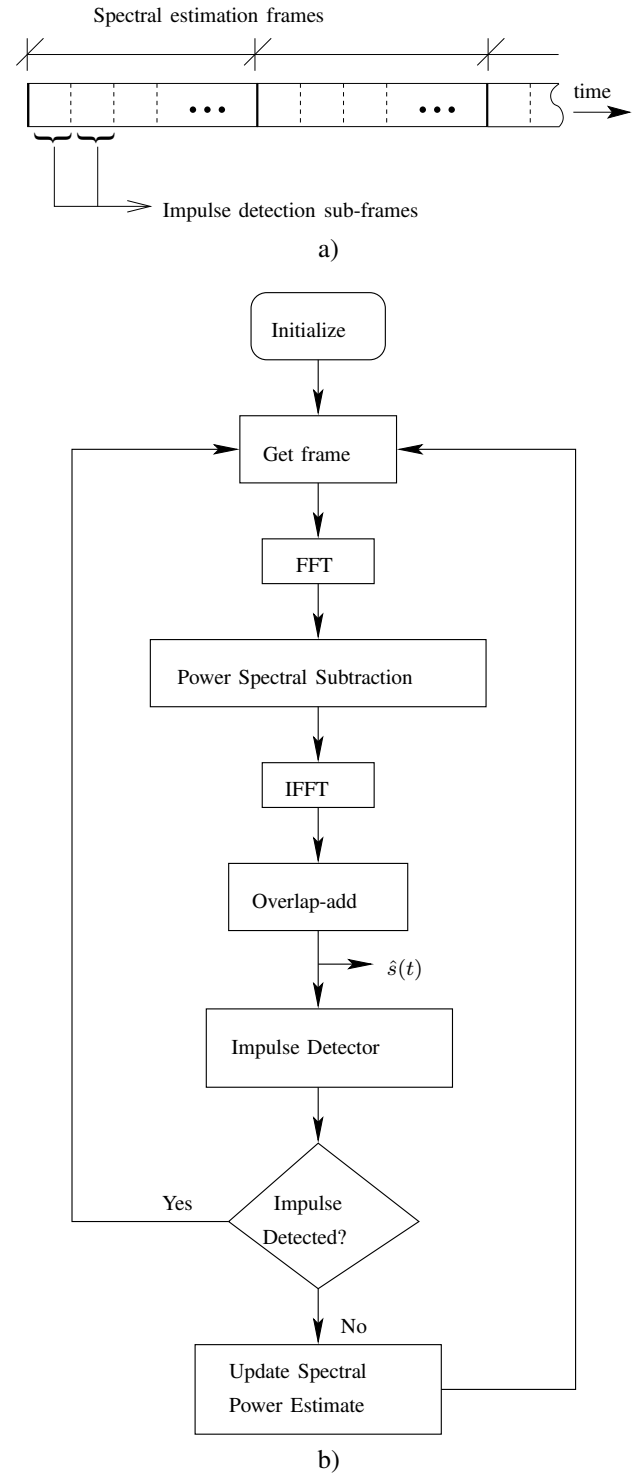 Spectral estimation frames
time
Impulse detection sub-frames
a)
Initialize
Get frame
FFT
Power Spectral Subtraction
IFFT
Overlap-add
ŝ(t)
Impulse Detector
Yes
Impulse
Detected?
No
Update Spectral
Power Estimate
b)